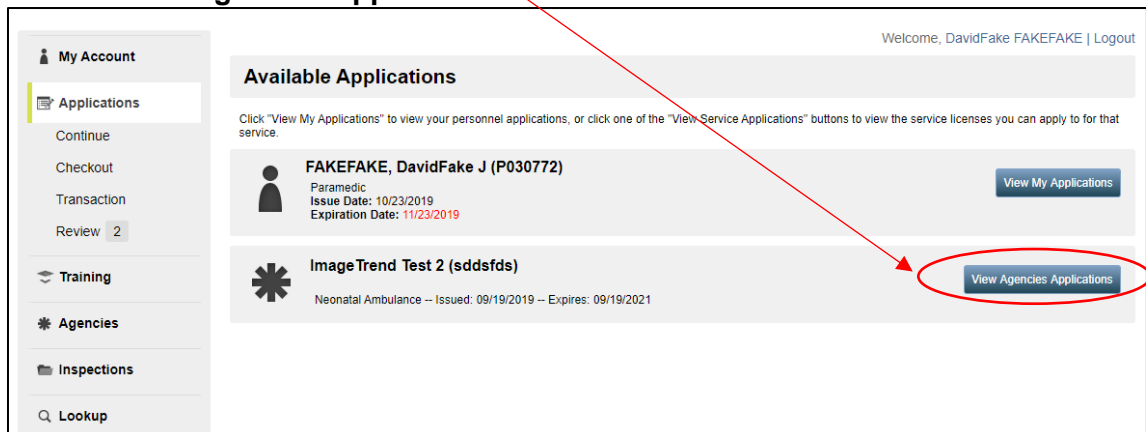 Welcome, DavidFake FAKEFAKE | Logout
My Account
Applications
Continue
Checkout
Transaction
Review 2
Training
Agencies
Inspections
Lookup
Available Applications
Click "View My Applications" to view your personnel applications, or click one of the "View Service Applications" buttons to view the service licenses you can apply to for that
service.
FAKEFAKE, DavidFake J (P030772)
Paramedic
Issue Date: 10/23/2019
Expiration Date: 11/23/2019
View My Applications
ImageTrend Test 2 (sddsfds)
Neonatal Ambulance -- Issued: 09/19/2019 -- Expires: 09/19/2021
View Agencies Applications